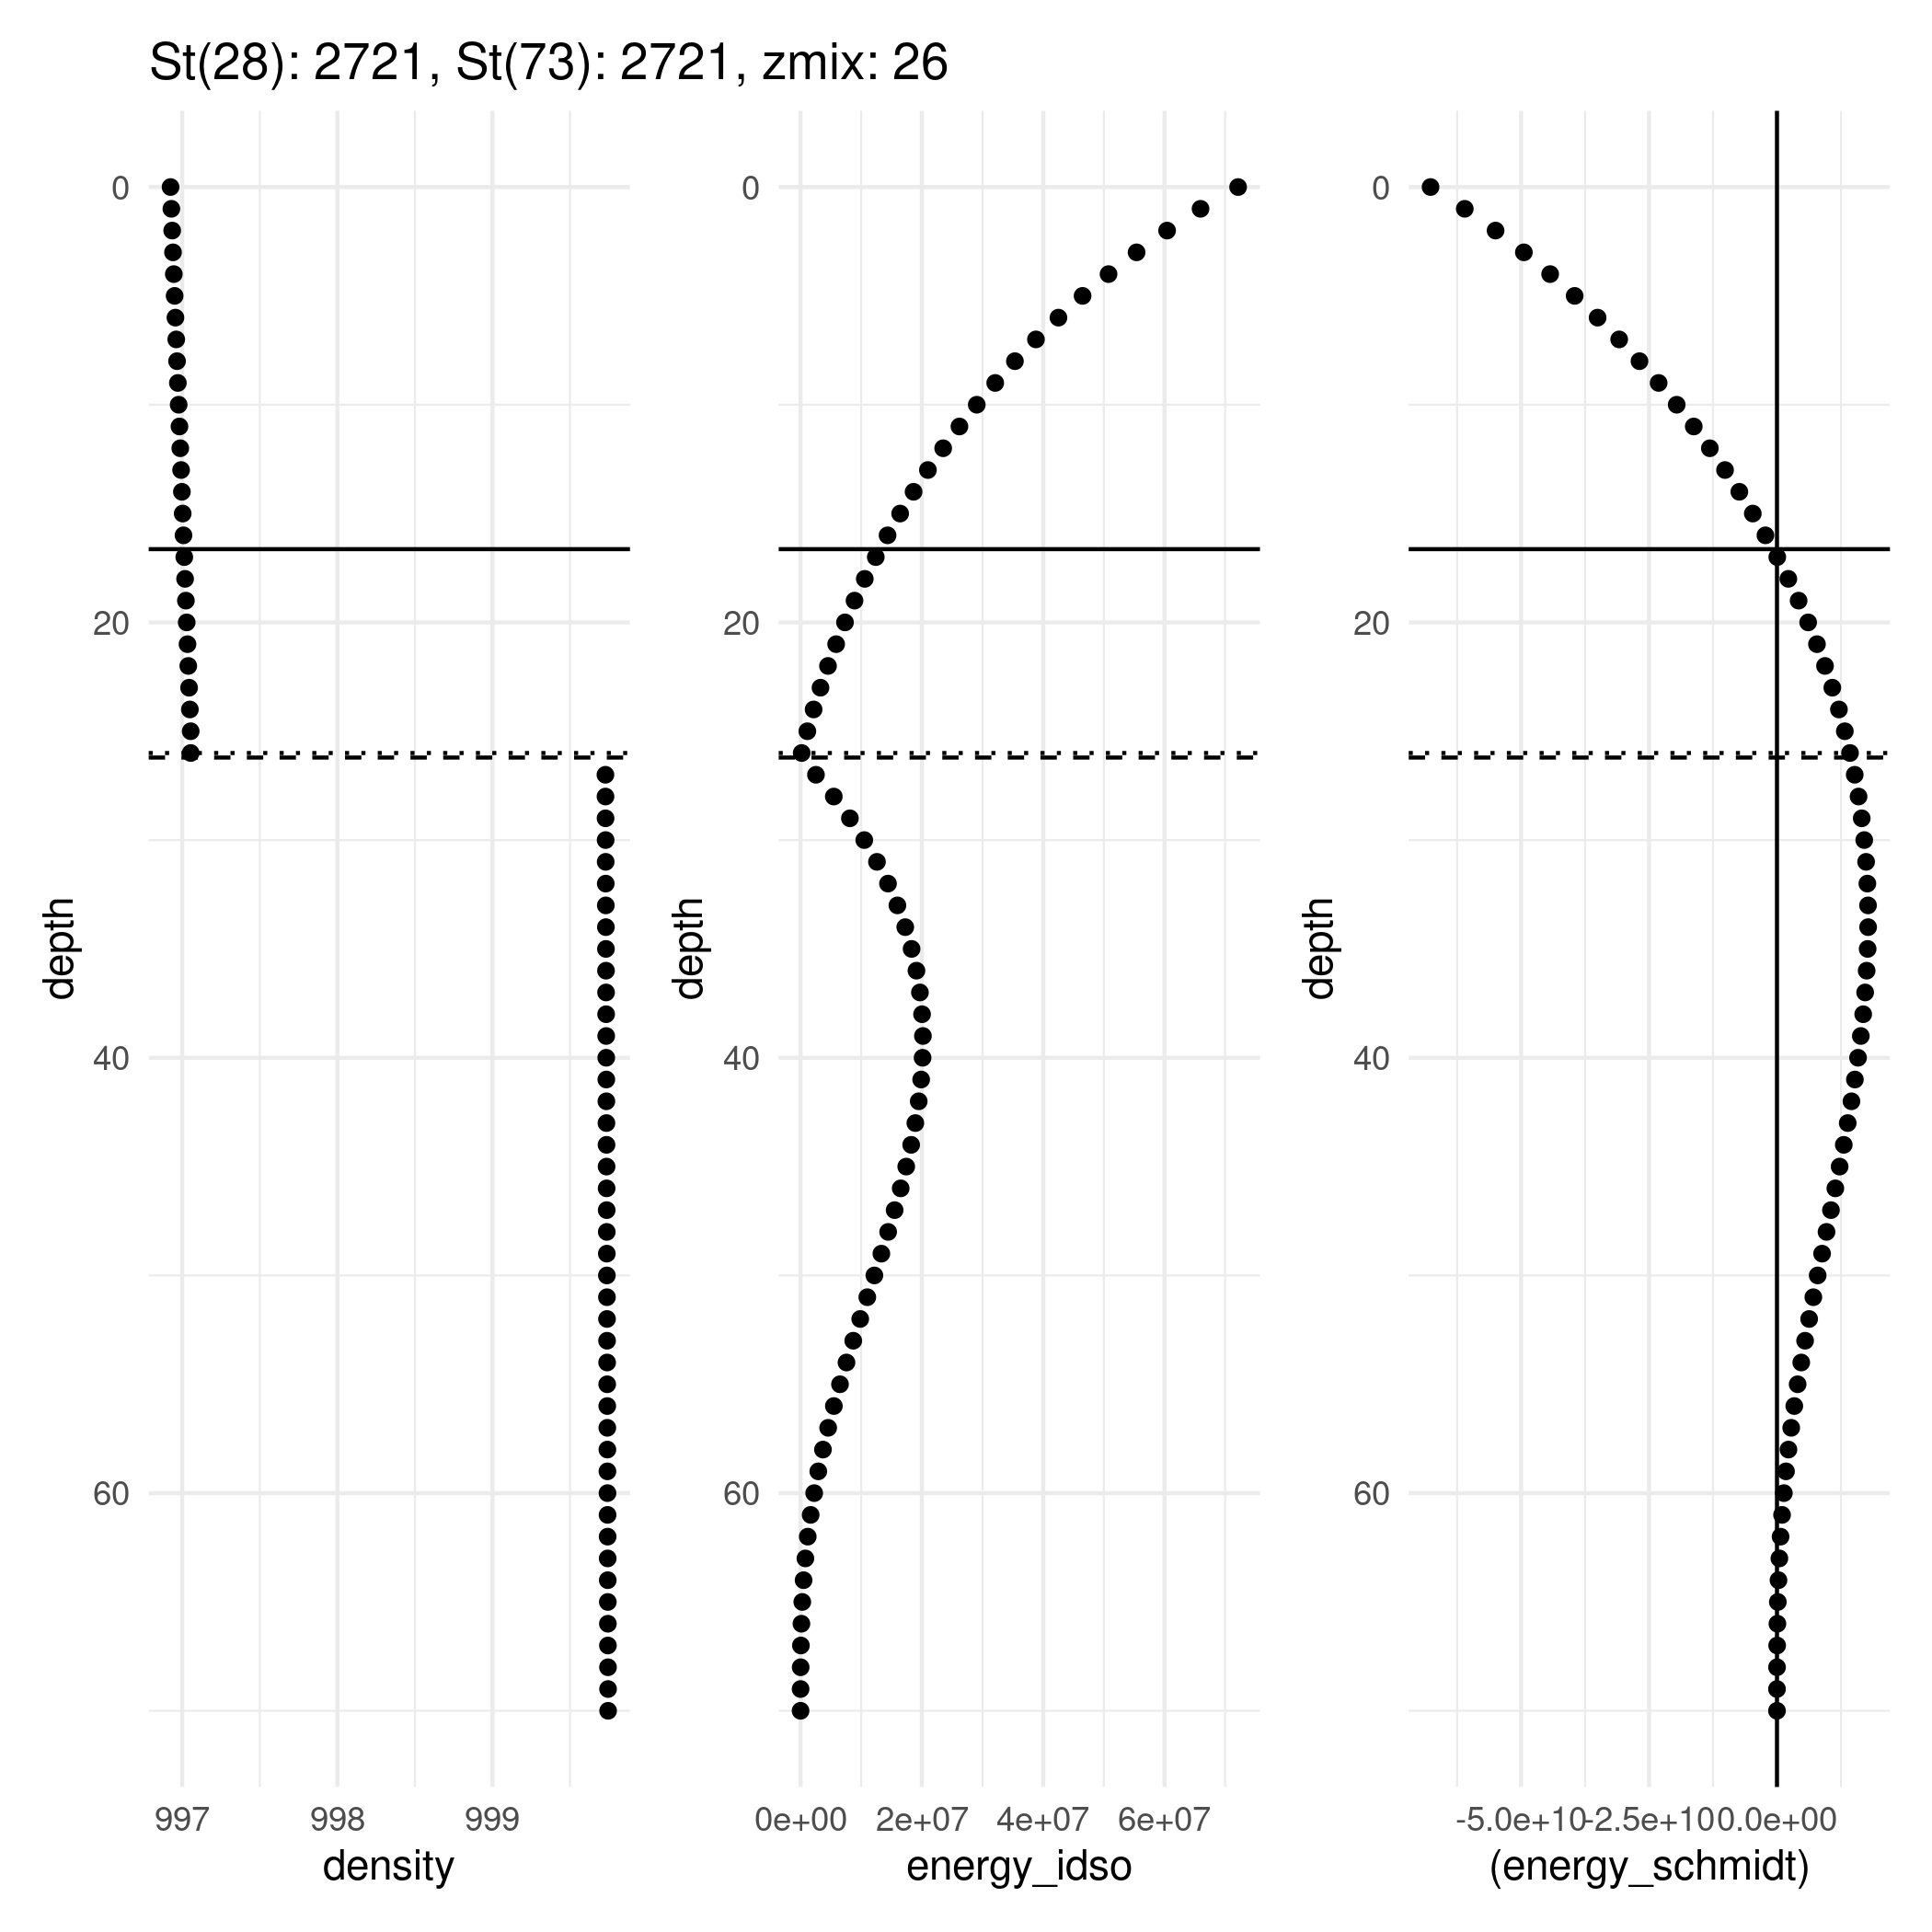 St(28): 2721, St(73): 2721, zmix: 26
depth
0
20
40
60
997 998 999
density
depth
0
20
40
60
0e+00 2e+07 4e+07 6e+07
energy_idso
depth
0
20
40
60
-5.0e+10 -2.5e+10 0.0e+00
(energy_schmidt)